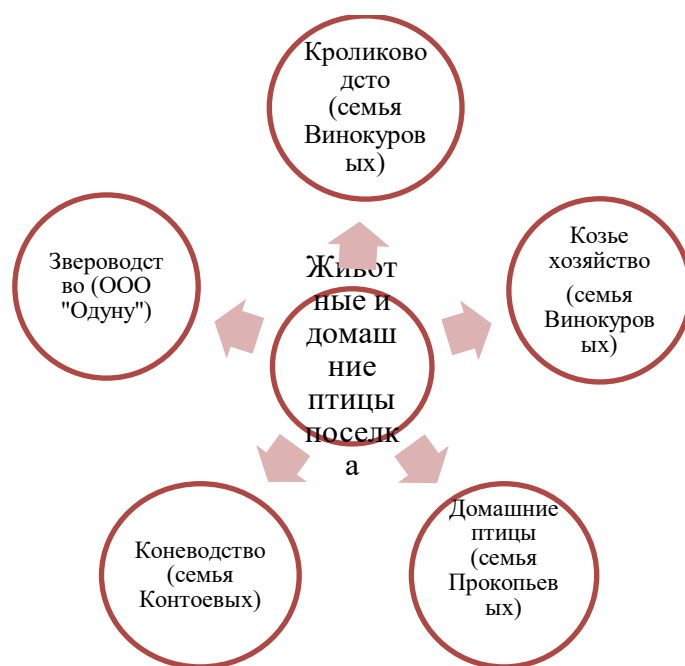 Кроликово
дсто
(семья
Винокуров
ых)
Козье
хозяйство
(семья
Винокуров
ых)
Домашние
птицы
(семья
Прокопьев
ых)
Коневодство
(семья
Контоевых)
Звероводст
во (ООО
"Одуну")
Живот
ные и
домаш
ние
птицы
поселк
а